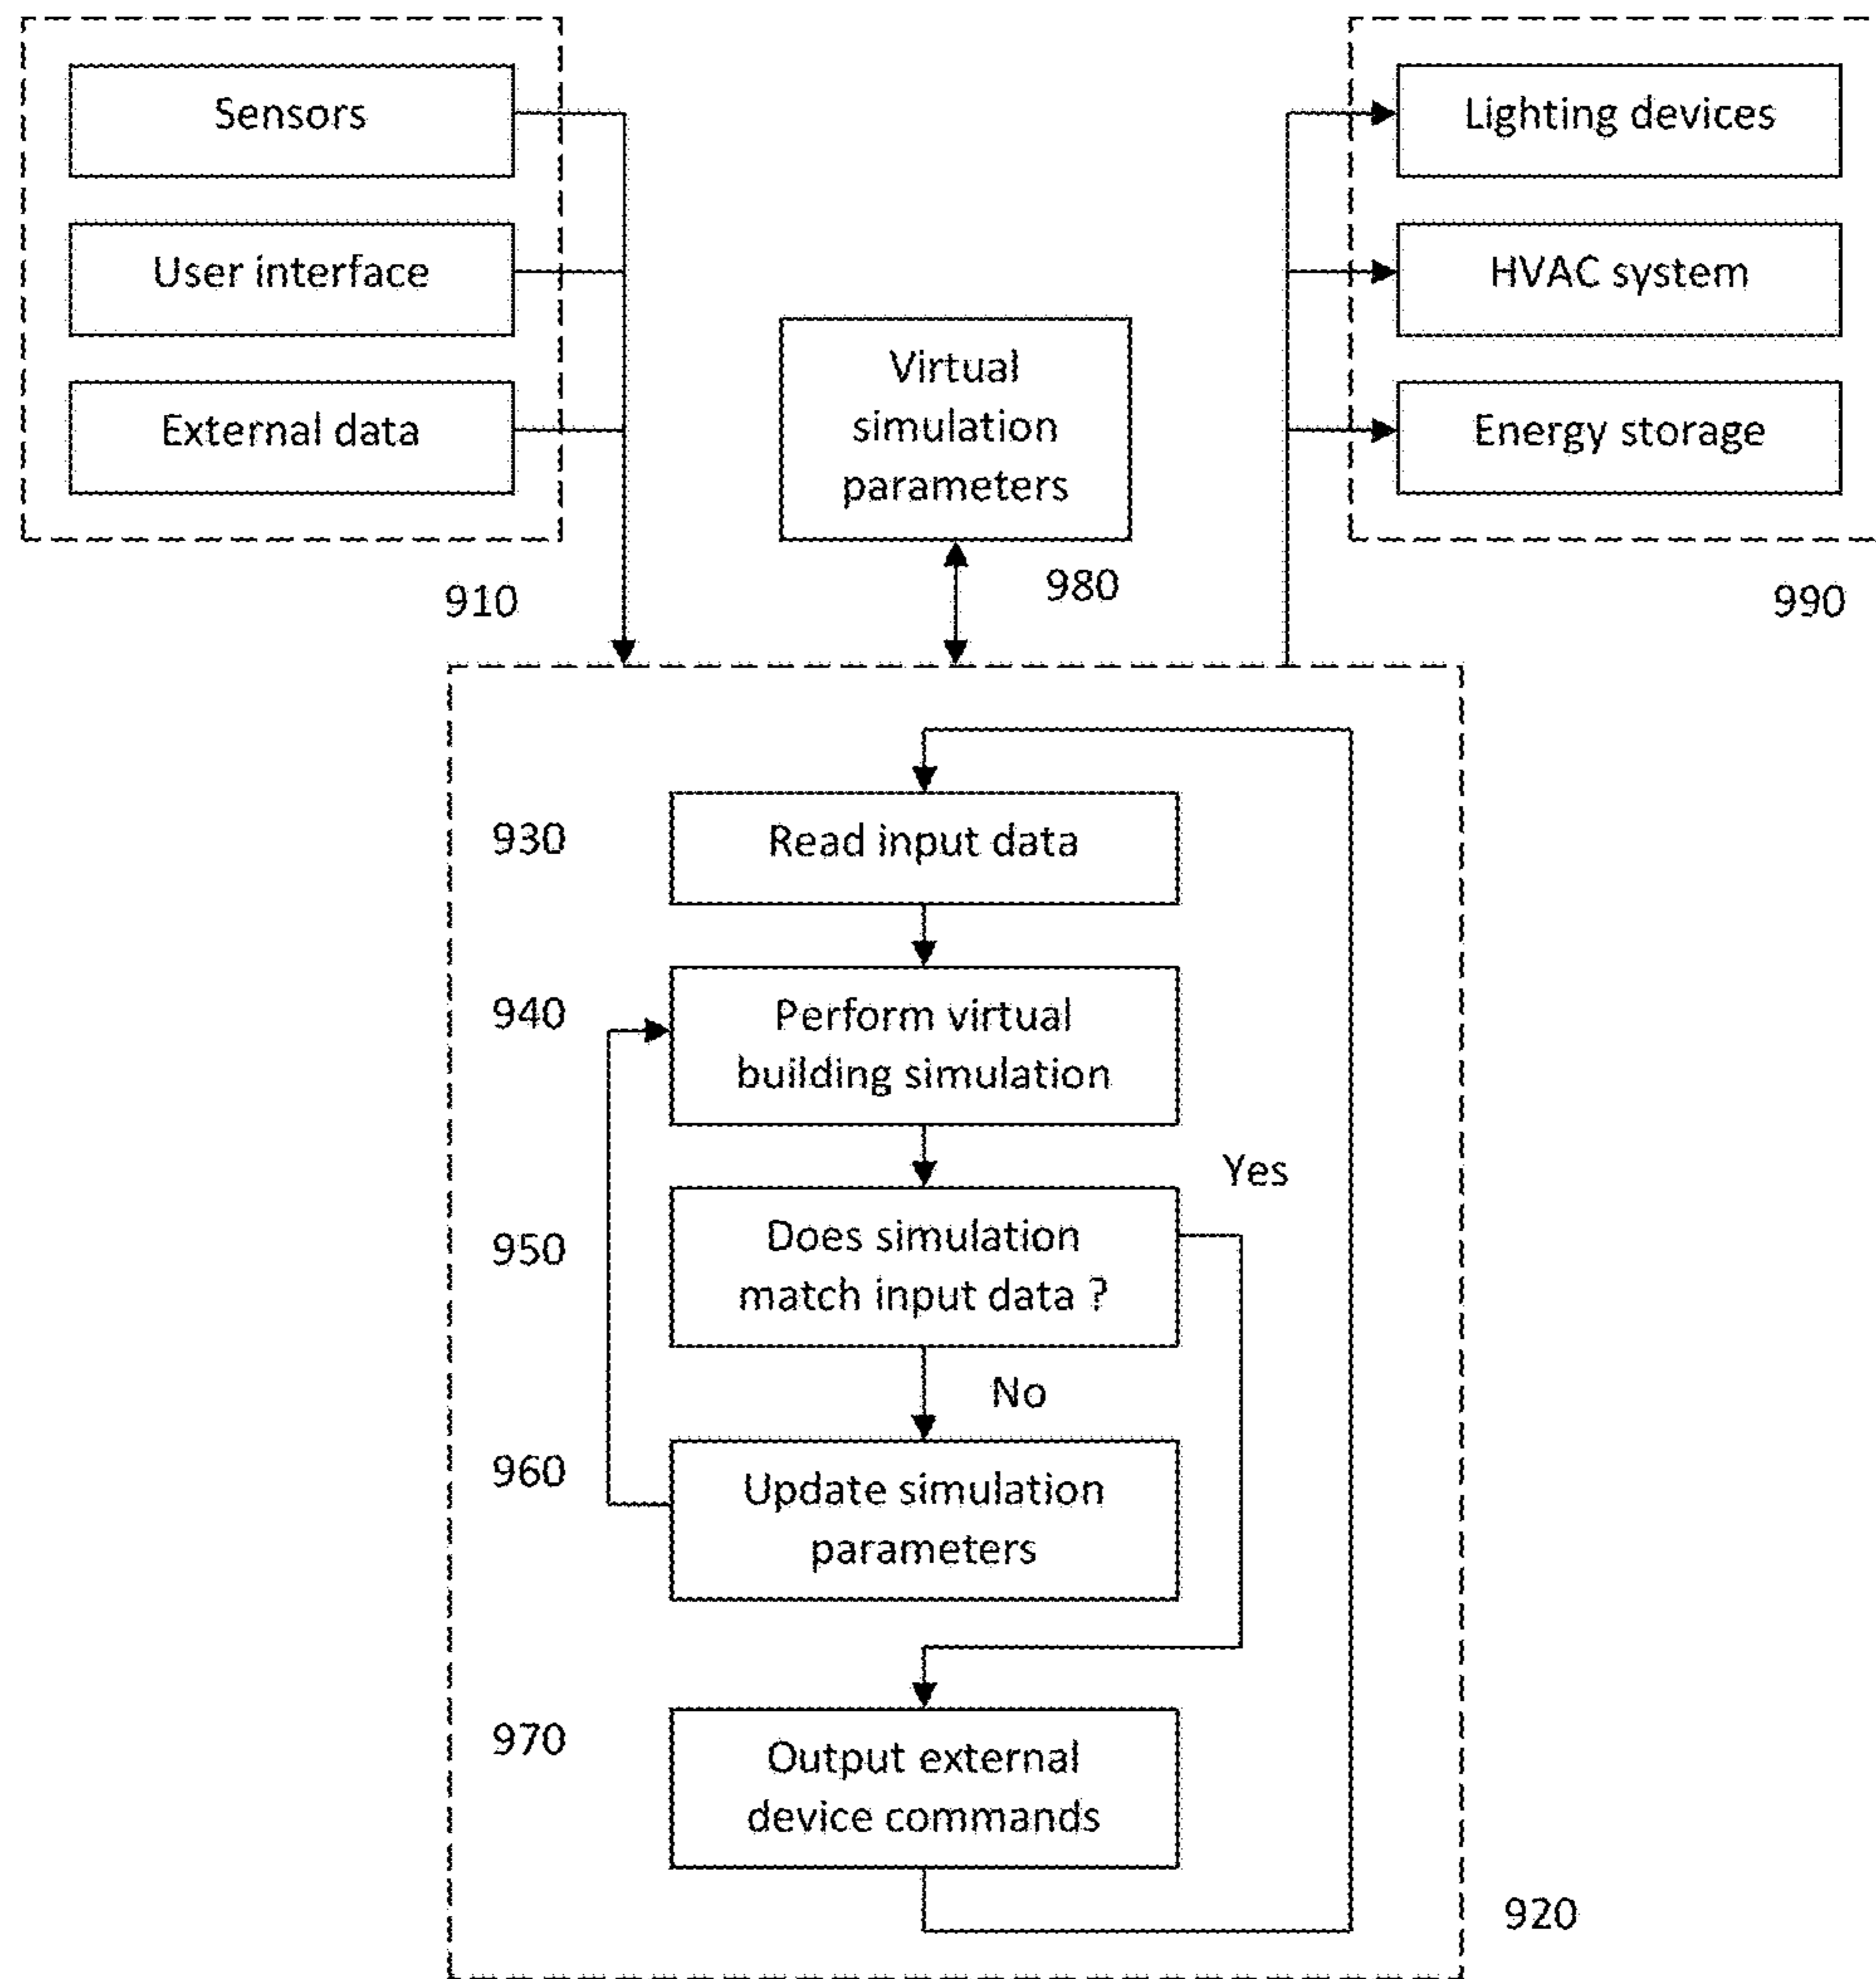 Sensors
User interface
External data
910
Virtual
simulation
parameters
980
Lighting devices
HVAC system
Energy storage
990
930
Read input data
940
Perform virtual
building simulation
Yes
950
Does simulation
match input data ?
No
960
Update simulation
parameters
970
Output external
device commands
920